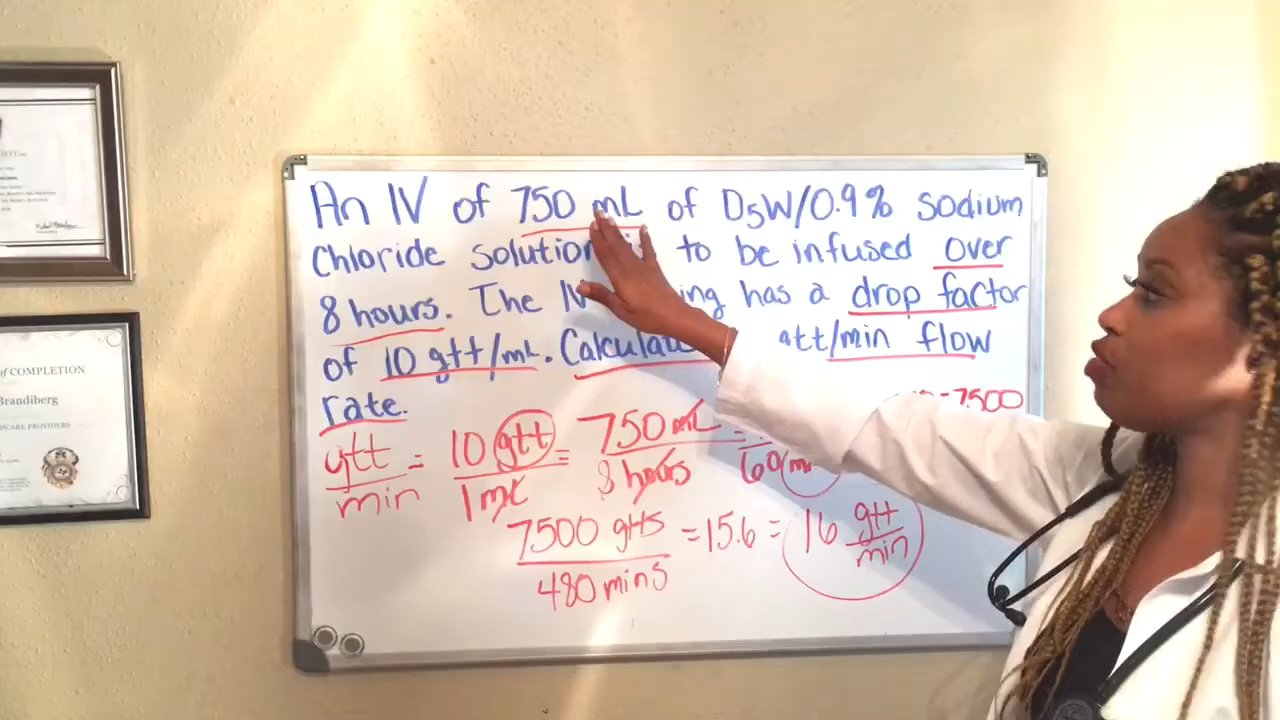 An IV of 750 mL of D5W/0.9% sodium
Chloride solution to be infused over
8 hours. The IV has a drop factor
of 10 gtt/mL. Calculate gtt/min flow
rate.
= 7500
gtt/min = 10 gtt/1 mL = 750 mL/8 hours = 60
7500 gtts/480 mins = 15.6 = 16 gtt/min
of COMPLETION
Brandiberg